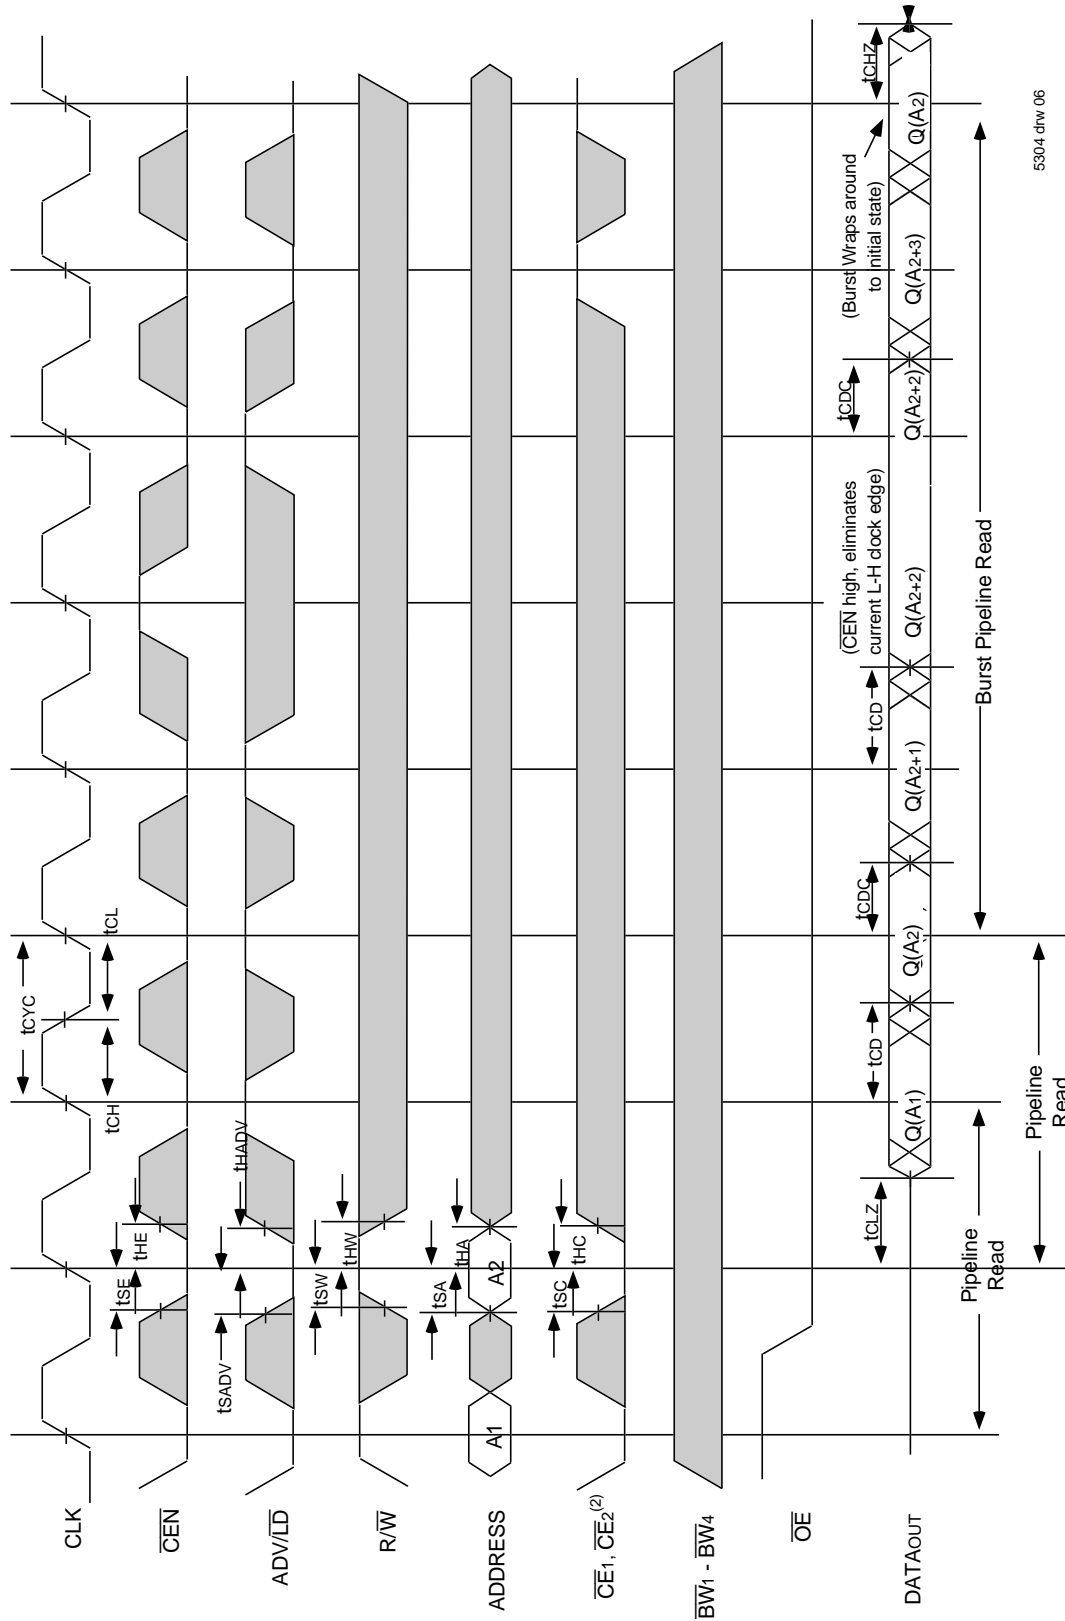 tCYC
tCH
tCL
CLK
tSE
tHE
CEN
tSADV
tHADV
ADV/LD
tSW
tHW
R/W
tSA
tHA
ADDRESS
A1
A2
tSC
tHC
CE1, CE2(2)
BW1 - BW4
OE
(CEN high, eliminates
current L-H clock edge)
(Burst Wraps around
to initial state)
tCLZ
tCD
tCDC
tCD
tCDC
tCHZ
DATAOUT
Q(A1)
Q(A2)
Q(A2+1)
Q(A2+2)
Q(A2+2)
Q(A2+3)
Q(A2)
Pipeline
Read
Burst Pipeline Read
Pipeline
Read
5304 drw 06